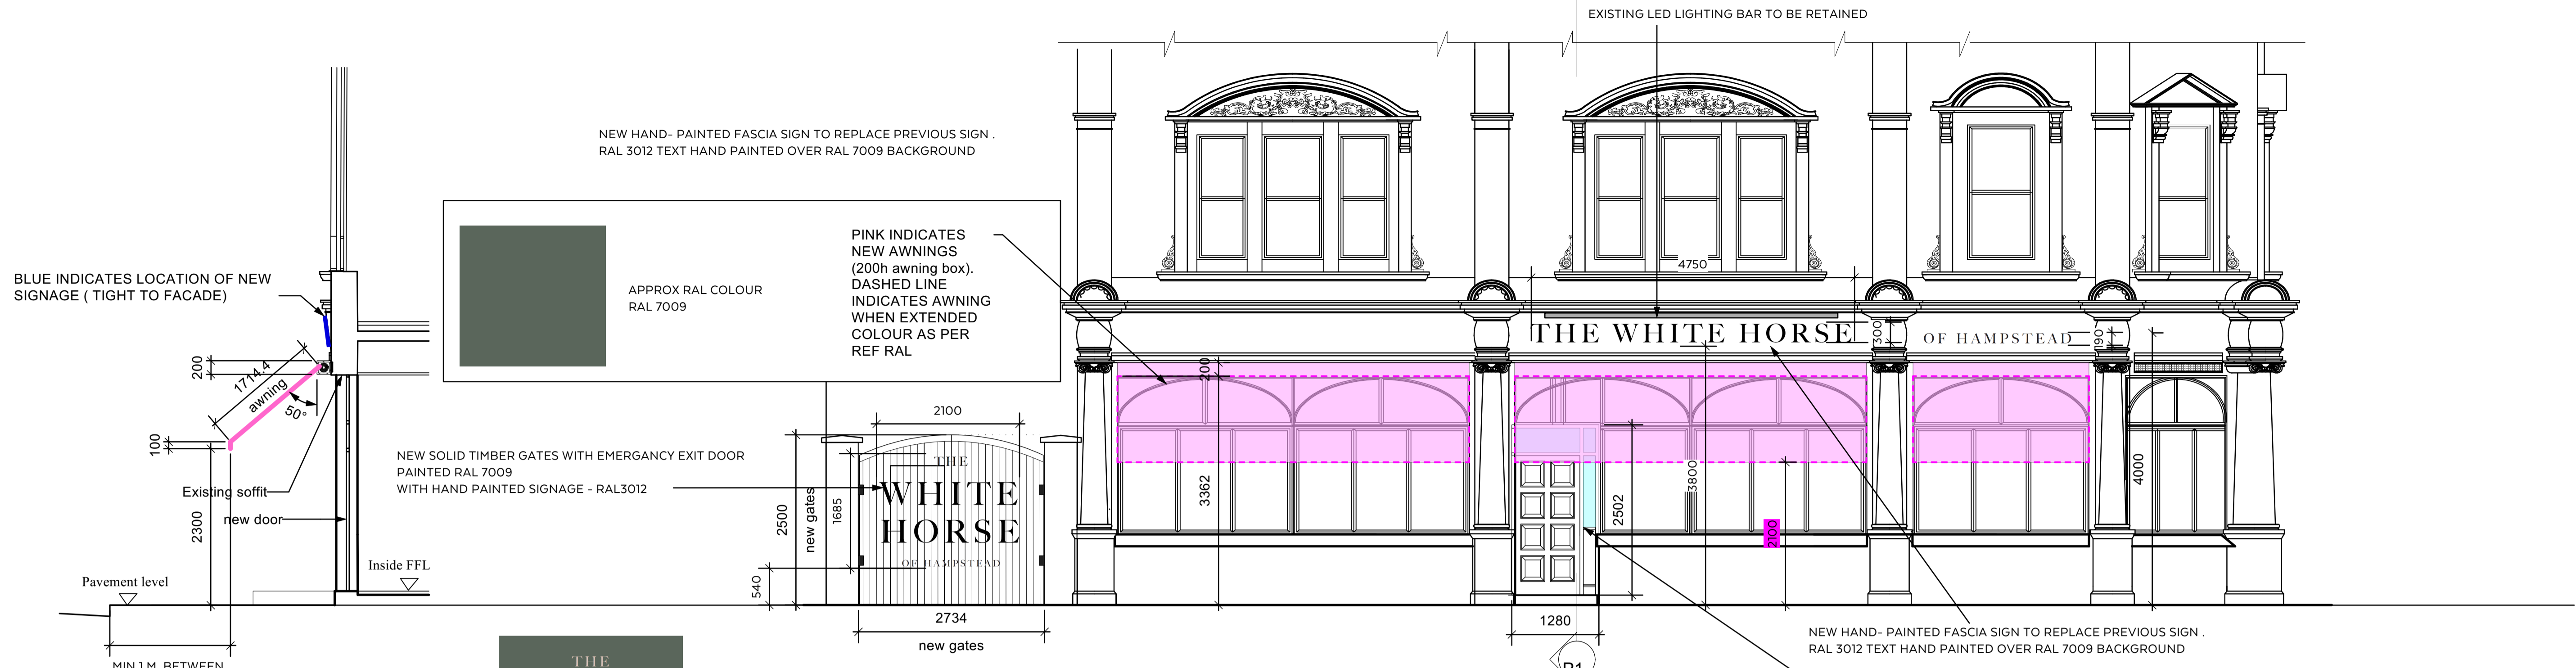 EXISTING LED LIGHTING BAR TO BE RETAINED
NEW HAND- PAINTED FASCIA SIGN TO REPLACE PREVIOUS SIGN .
RAL 3012 TEXT HAND PAINTED OVER RAL 7009 BACKGROUND
BLUE INDICATES LOCATION OF NEW
SIGNAGE ( TIGHT TO FACADE)
APPROX RAL COLOUR
RAL 7009
PINK INDICATES
NEW AWNINGS
(200h awning box).
DASHED LINE
INDICATES AWNING
WHEN EXTENDED
COLOUR AS PER
REF RAL
4750
THE WHITE HORSE
300
OF HAMPSTEAD
190
200
1714.4
awning
50°
100
2300
Existing soffit
new door
Pavement level
Inside FFL
MIN 1 M BETWEEN
NEW SOLID TIMBER GATES WITH EMERGANCY EXIT DOOR
PAINTED RAL 7009
WITH HAND PAINTED SIGNAGE - RAL3012
2100
2500
new gates
1685
540
THE
WHITE
HORSE
OF HAMPSTEAD
2734
new gates
THE
200
3362
2502
3800
2100
4000
1280
P1
NEW HAND- PAINTED FASCIA SIGN TO REPLACE PREVIOUS SIGN .
RAL 3012 TEXT HAND PAINTED OVER RAL 7009 BACKGROUND